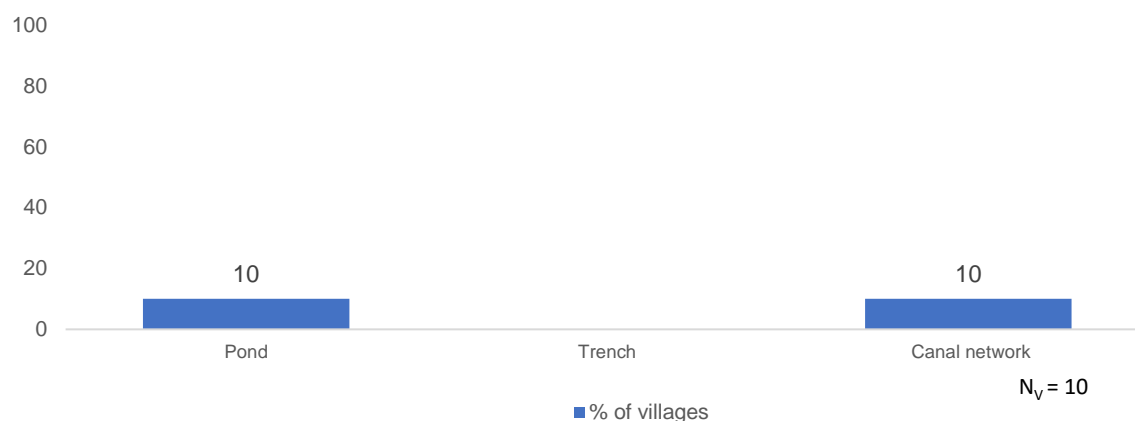 100
80
60
40
20
0
10
10
Pond
Trench
Canal network
Nᵥ = 10
% of villages